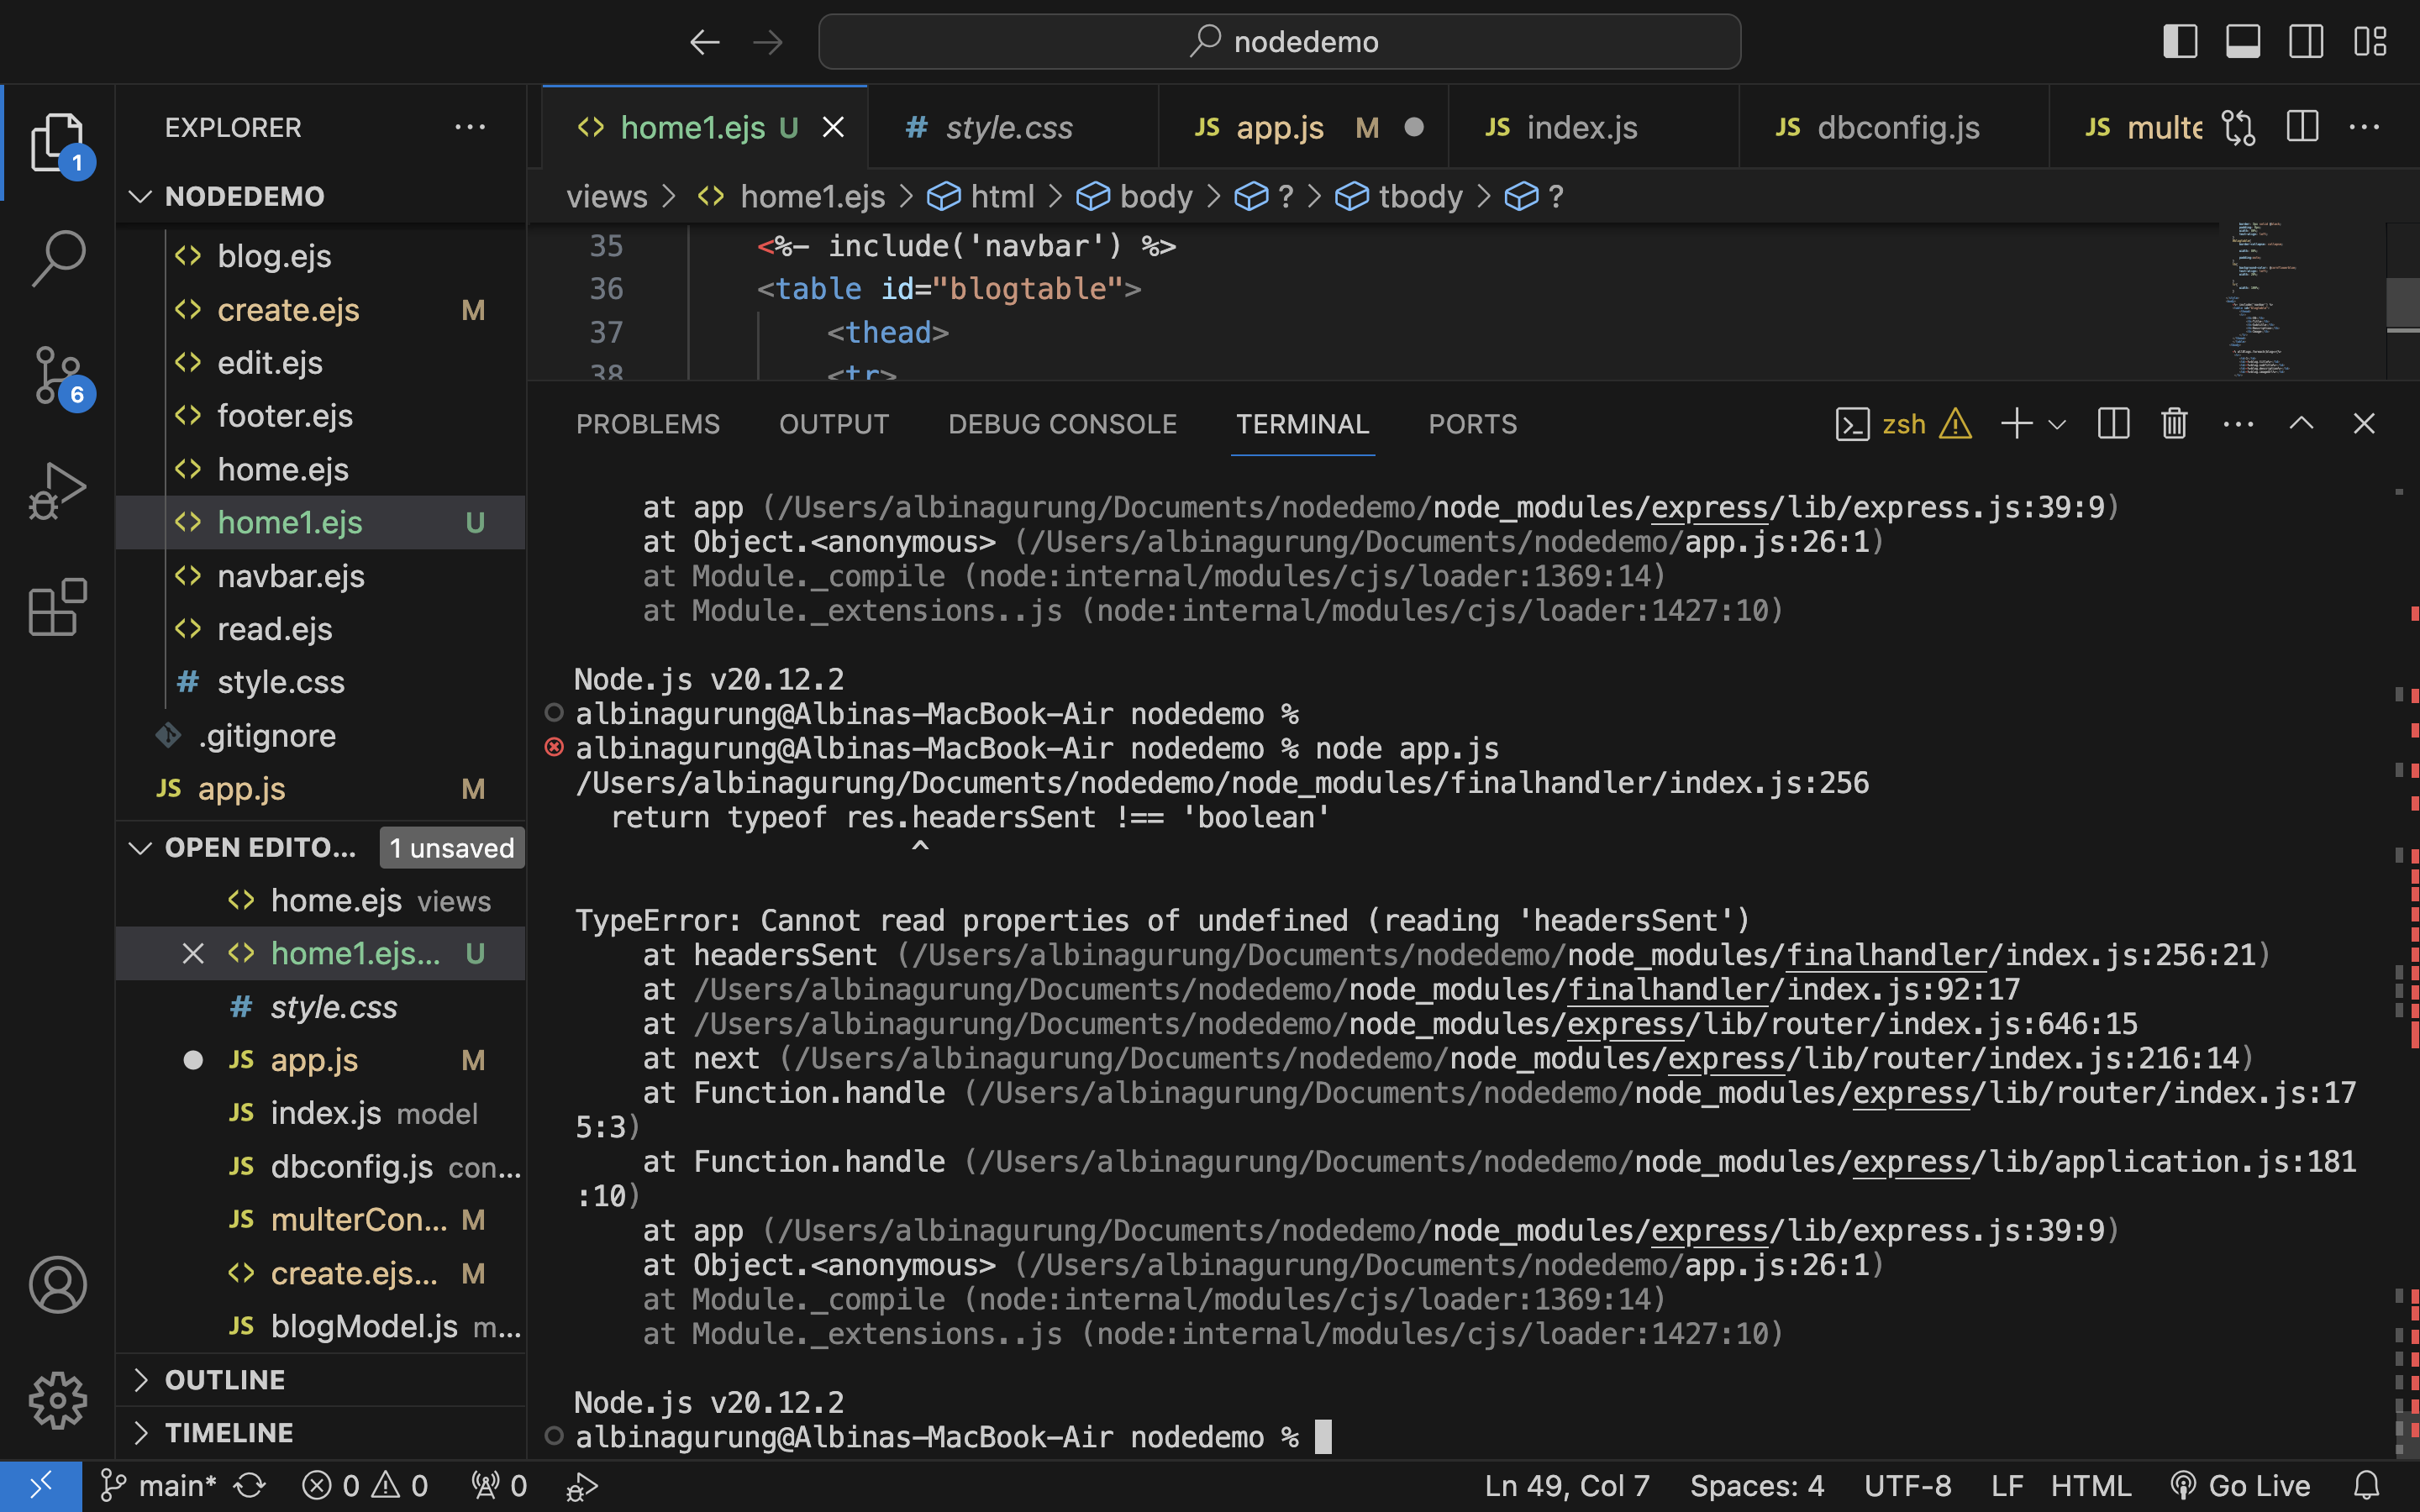 nodedemo
EXPLORER
1
NODEDEMO
blog.ejs
create.ejs M
edit.ejs
6
footer.ejs
home.ejs
home1.ejs U
navbar.ejs
read.ejs
# style.css
.gitignore
JS app.js M
OPEN EDITO... 1 unsaved
home.ejs views
home1.ejs... U
# style.css
JS app.js M
JS index.js model
JS dbconfig.js con...
JS multerCon... M
create.ejs... M
JS blogModel.js m...
OUTLINE
TIMELINE
home1.ejs U # style.css JS app.js M JS index.js JS dbconfig.js JS multe
views > home1.ejs > html > body > ? > tbody > ?
35 <%- include('navbar') %>
36 <table id="blogtable">
37 <thead>
38 <tr>
PROBLEMS OUTPUT DEBUG CONSOLE TERMINAL PORTS zsh
at app (/Users/albinagurung/Documents/nodedemo/node_modules/express/lib/express.js:39:9)
at Object.<anonymous> (/Users/albinagurung/Documents/nodedemo/app.js:26:1)
at Module._compile (node:internal/modules/cjs/loader:1369:14)
at Module._extensions..js (node:internal/modules/cjs/loader:1427:10)
Node.js v20.12.2
albinagurung@Albinas-MacBook-Air nodedemo %
albinagurung@Albinas-MacBook-Air nodedemo % node app.js
/Users/albinagurung/Documents/nodedemo/node_modules/finalhandler/index.js:256
return typeof res.headersSent !== 'boolean'
^
TypeError: Cannot read properties of undefined (reading 'headersSent')
at headersSent (/Users/albinagurung/Documents/nodedemo/node_modules/finalhandler/index.js:256:21)
at /Users/albinagurung/Documents/nodedemo/node_modules/finalhandler/index.js:92:17
at /Users/albinagurung/Documents/nodedemo/node_modules/express/lib/router/index.js:646:15
at next (/Users/albinagurung/Documents/nodedemo/node_modules/express/lib/router/index.js:216:14)
at Function.handle (/Users/albinagurung/Documents/nodedemo/node_modules/express/lib/router/index.js:17
5:3)
at Function.handle (/Users/albinagurung/Documents/nodedemo/node_modules/express/lib/application.js:181
:10)
at app (/Users/albinagurung/Documents/nodedemo/node_modules/express/lib/express.js:39:9)
at Object.<anonymous> (/Users/albinagurung/Documents/nodedemo/app.js:26:1)
at Module._compile (node:internal/modules/cjs/loader:1369:14)
at Module._extensions..js (node:internal/modules/cjs/loader:1427:10)
Node.js v20.12.2
albinagurung@Albinas-MacBook-Air nodedemo %
main* 0 0 0 Ln 49, Col 7 Spaces: 4 UTF-8 LF HTML Go Live